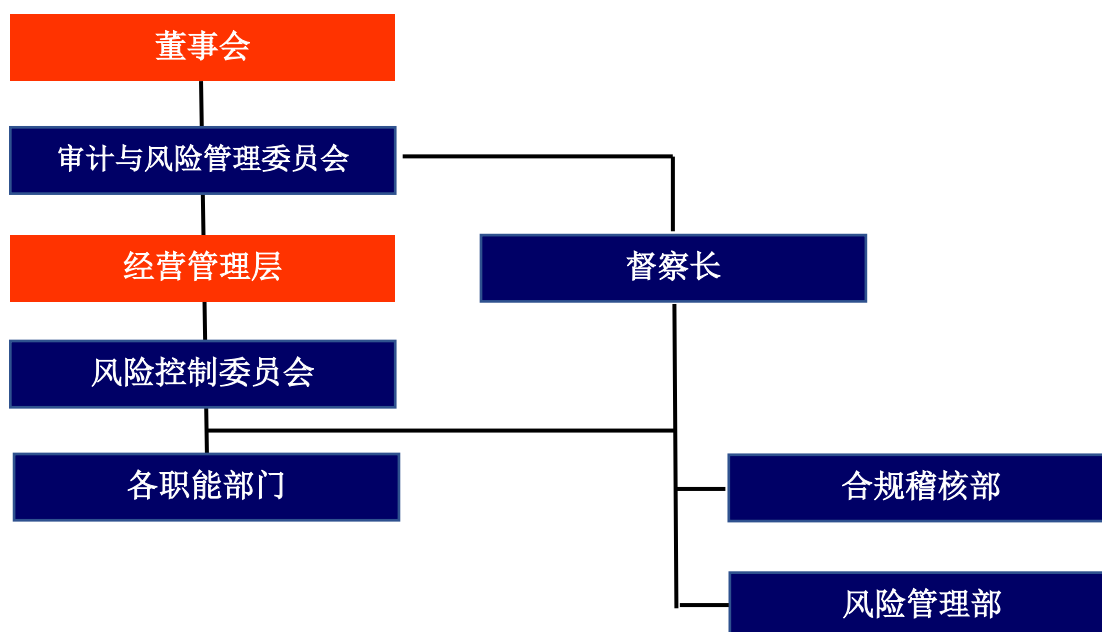 董事会
审计与风险管理委员会
经营管理层
督察长
风险控制委员会
各职能部门
合规稽核部
风险管理部